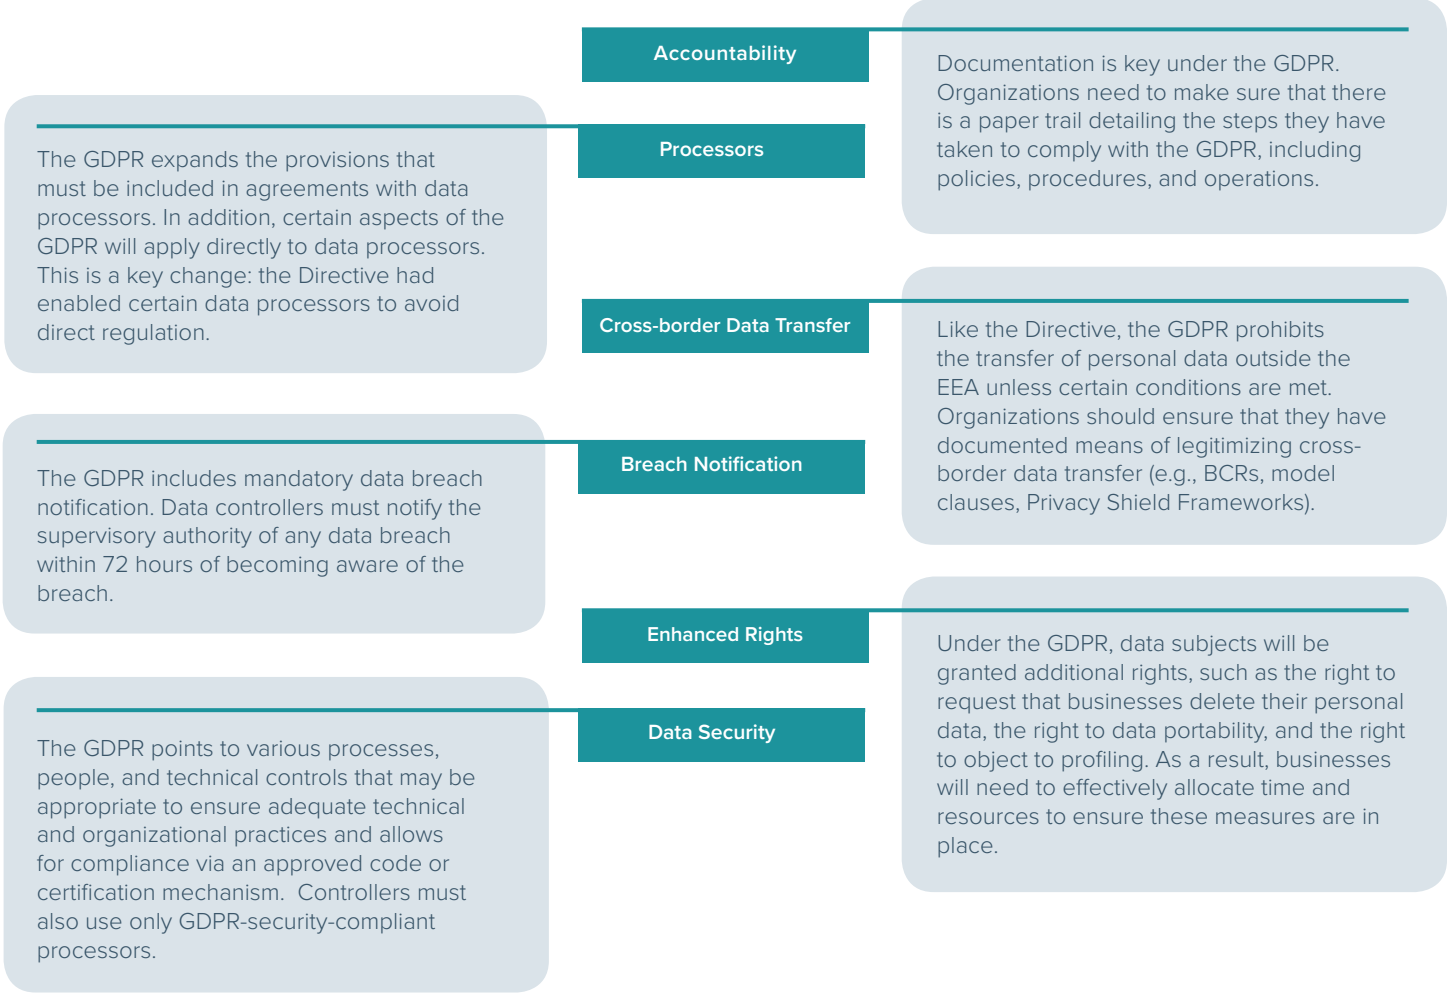 Accountability
Documentation is key under the GDPR.
Organizations need to make sure that there
is a paper trail detailing the steps they have
taken to comply with the GDPR, including
policies, procedures, and operations.
Processors
The GDPR expands the provisions that
must be included in agreements with data
processors. In addition, certain aspects of the
GDPR will apply directly to data processors.
This is a key change: the Directive had
enabled certain data processors to avoid
direct regulation.
Cross-border Data Transfer
Like the Directive, the GDPR prohibits
the transfer of personal data outside the
EEA unless certain conditions are met.
Organizations should ensure that they have
documented means of legitimizing cross-
border data transfer (e.g., BCRs, model
clauses, Privacy Shield Frameworks).
Breach Notification
The GDPR includes mandatory data breach
notification. Data controllers must notify the
supervisory authority of any data breach
within 72 hours of becoming aware of the
breach.
Enhanced Rights
Under the GDPR, data subjects will be
granted additional rights, such as the right to
request that businesses delete their personal
data, the right to data portability, and the right
to object to profiling. As a result, businesses
will need to effectively allocate time and
resources to ensure these measures are in
place.
Data Security
The GDPR points to various processes,
people, and technical controls that may be
appropriate to ensure adequate technical
and organizational practices and allows
for compliance via an approved code or
certification mechanism.  Controllers must
also use only GDPR-security-compliant
processors.